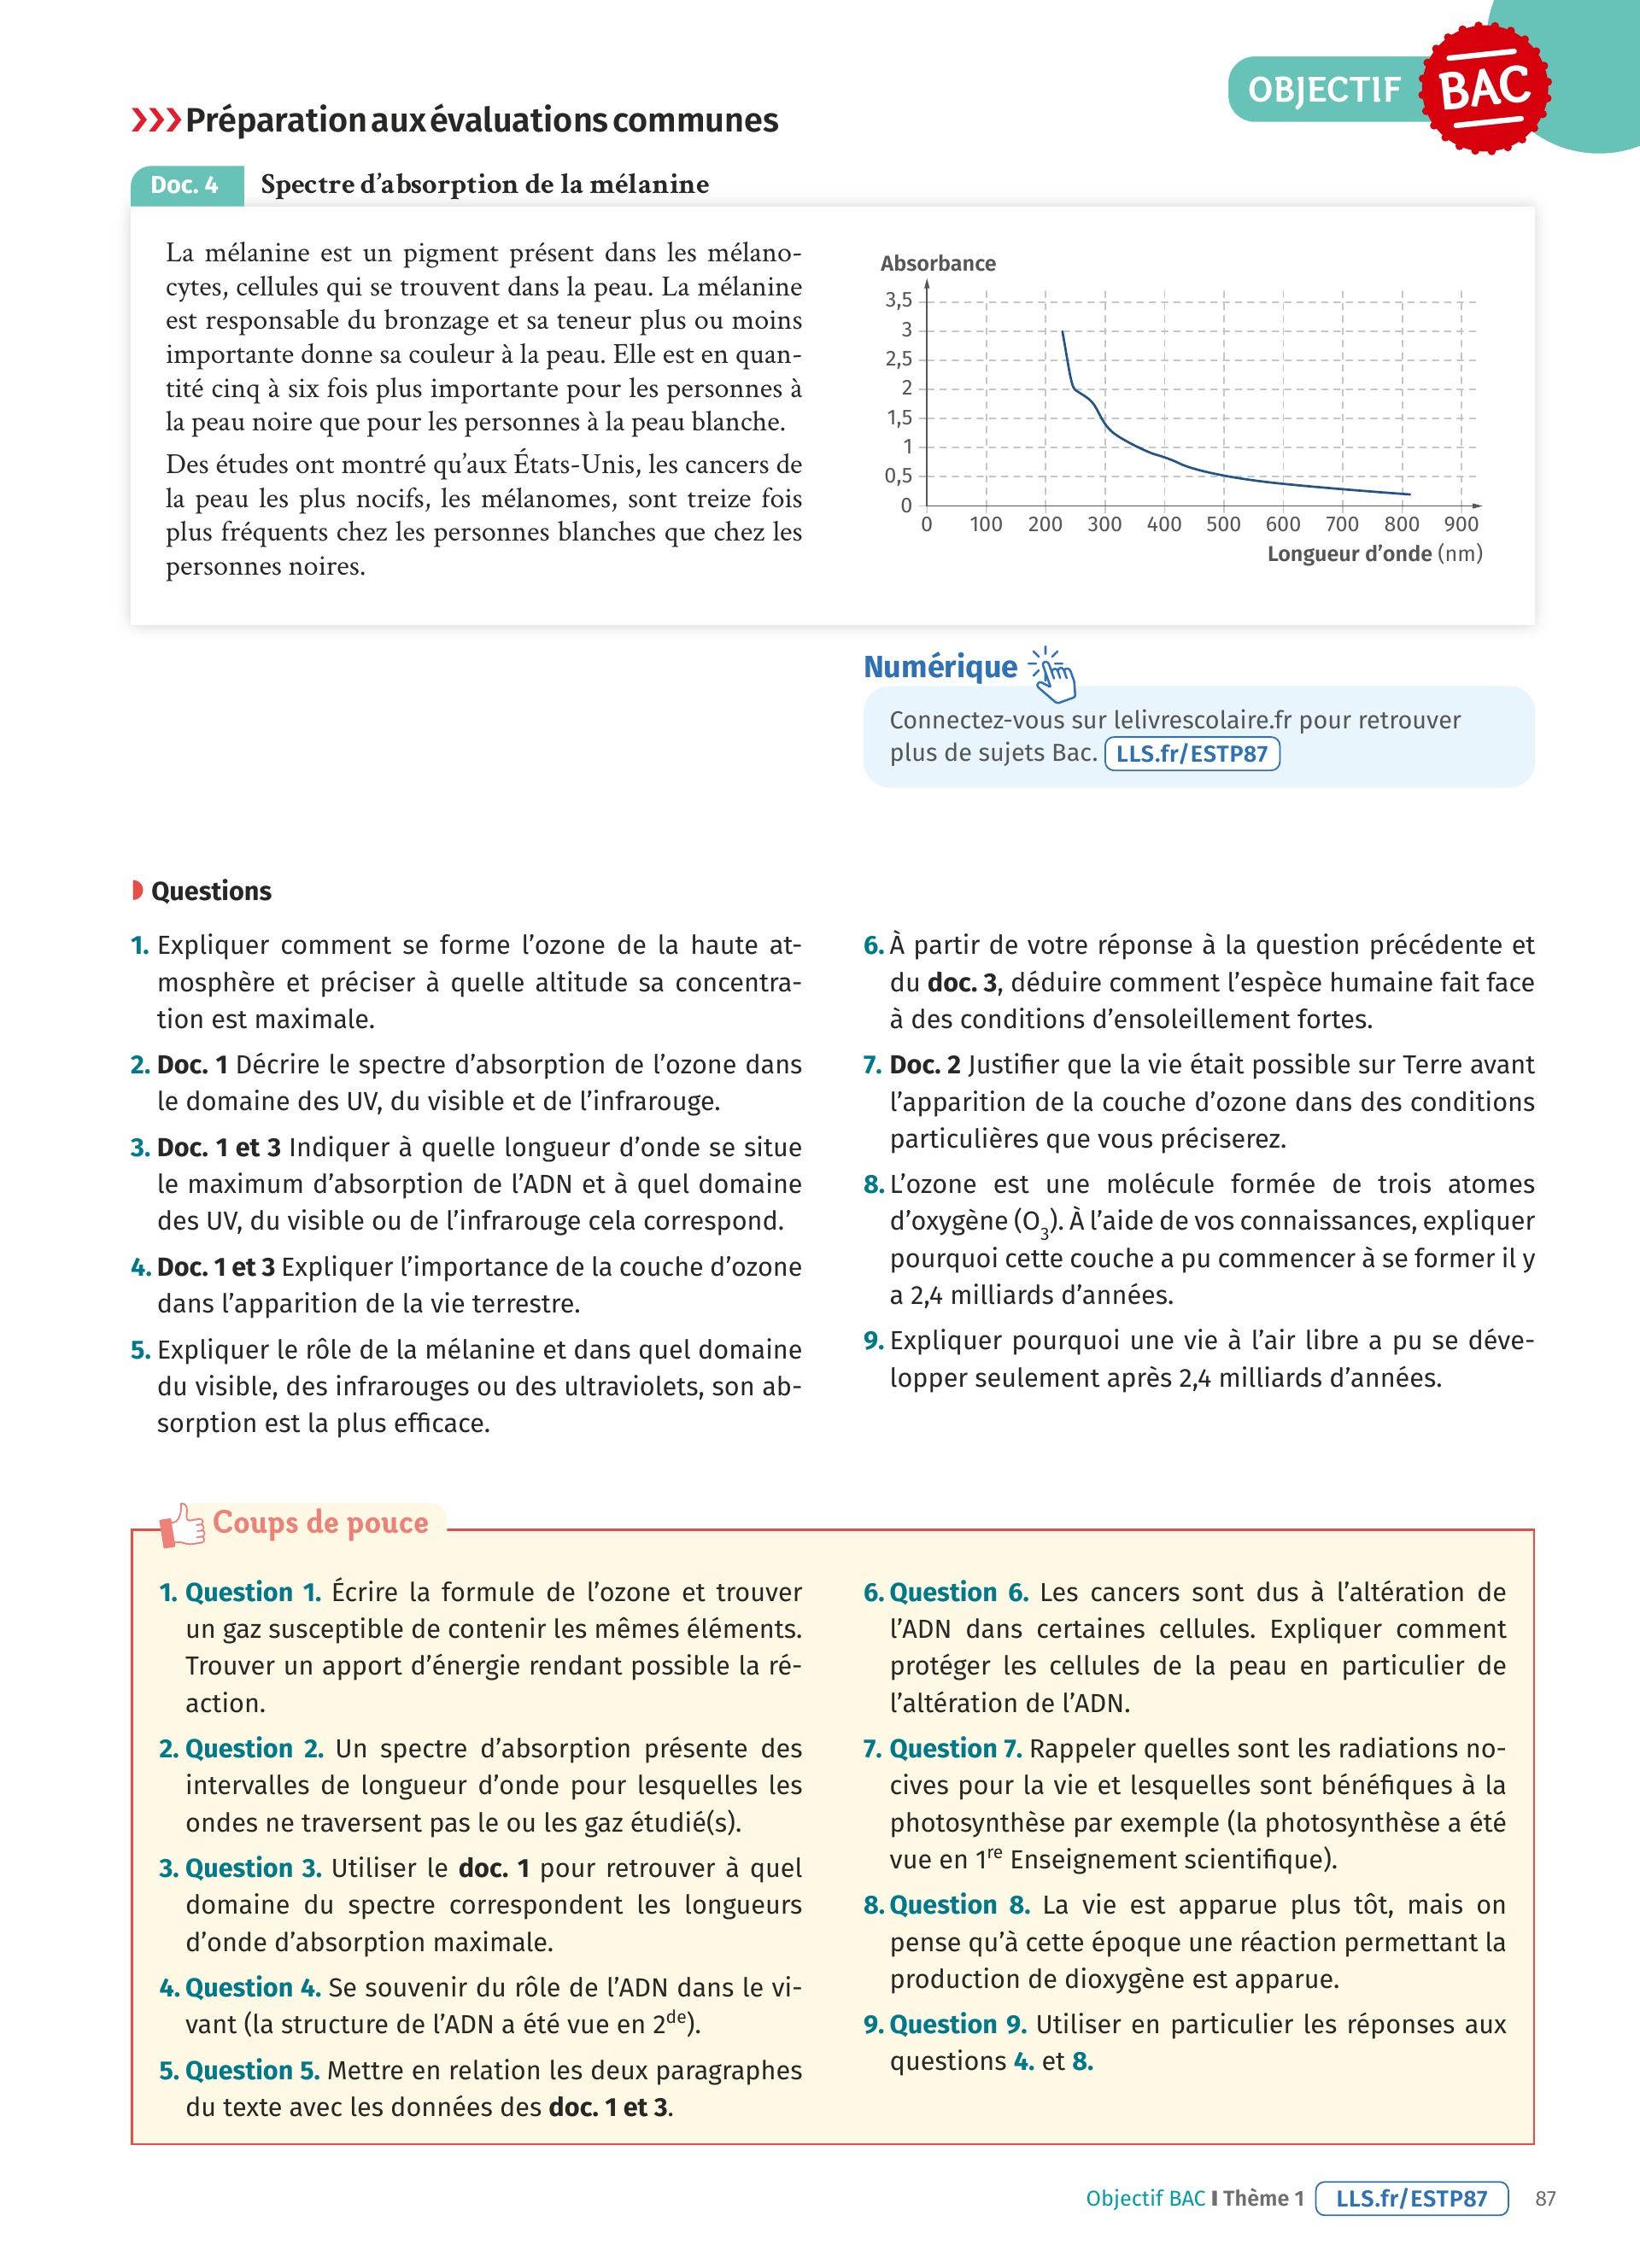 OBJECTIF BAC
Préparation aux évaluations communes
Doc. 4 Spectre d'absorption de la mélanine
La mélanine est un pigment présent dans les mélano-
cytes, cellules qui se trouvent dans la peau. La mélanine
est responsable du bronzage et sa teneur plus ou moins
importante donne sa couleur à la peau. Elle est en quan-
tité cinq à six fois plus importante pour les personnes à
la peau noire que pour les personnes à la peau blanche.
Des études ont montré qu'aux États-Unis, les cancers de
la peau les plus nocifs, les mélanomes, sont treize fois
plus fréquents chez les personnes blanches que chez les
personnes noires.
Absorbance
3,5
3
2,5
2
1,5
1
0,5
0
0 100 200 300 400 500 600 700 800 900
Longueur d'onde (nm)
Numérique
Connectez-vous sur lelivrescolaire.fr pour retrouver
plus de sujets Bac. LLS.fr/ESTP87
Questions
1. Expliquer comment se forme l'ozone de la haute at-
mosphère et préciser à quelle altitude sa concentra-
tion est maximale.
2. Doc. 1 Décrire le spectre d'absorption de l'ozone dans
le domaine des UV, du visible et de l'infrarouge.
3. Doc. 1 et 3 Indiquer à quelle longueur d'onde se situe
le maximum d'absorption de l'ADN et à quel domaine
des UV, du visible ou de l'infrarouge cela correspond.
4. Doc. 1 et 3 Expliquer l'importance de la couche d'ozone
dans l'apparition de la vie terrestre.
5. Expliquer le rôle de la mélanine et dans quel domaine
du visible, des infrarouges ou des ultraviolets, son ab-
sorption est la plus efficace.
6. À partir de votre réponse à la question précédente et
du doc. 3, déduire comment l'espèce humaine fait face
à des conditions d'ensoleillement fortes.
7. Doc. 2 Justifier que la vie était possible sur Terre avant
l'apparition de la couche d'ozone dans des conditions
particulières que vous préciserez.
8. L'ozone est une molécule formée de trois atomes
d'oxygène (O3). À l'aide de vos connaissances, expliquer
pourquoi cette couche a pu commencer à se former il y
a 2,4 milliards d'années.
9. Expliquer pourquoi une vie à l'air libre a pu se déve-
lopper seulement après 2,4 milliards d'années.
Coups de pouce
1. Question 1. Écrire la formule de l'ozone et trouver
un gaz susceptible de contenir les mêmes éléments.
Trouver un apport d'énergie rendant possible la ré-
action.
2. Question 2. Un spectre d'absorption présente des
intervalles de longueur d'onde pour lesquelles les
ondes ne traversent pas le ou les gaz étudié(s).
3. Question 3. Utiliser le doc. 1 pour retrouver à quel
domaine du spectre correspondent les longueurs
d'onde d'absorption maximale.
4. Question 4. Se souvenir du rôle de l'ADN dans le vi-
vant (la structure de l'ADN a été vue en 2de).
5. Question 5. Mettre en relation les deux paragraphes
du texte avec les données des doc. 1 et 3.
6. Question 6. Les cancers sont dus à l'altération de
l'ADN dans certaines cellules. Expliquer comment
protéger les cellules de la peau en particulier de
l'altération de l'ADN.
7. Question 7. Rappeler quelles sont les radiations no-
cives pour la vie et lesquelles sont bénéfiques à la
photosynthèse par exemple (la photosynthèse a été
vue en 1re Enseignement scientifique).
8. Question 8. La vie est apparue plus tôt, mais on
pense qu'à cette époque une réaction permettant la
production de dioxygène est apparue.
9. Question 9. Utiliser en particulier les réponses aux
questions 4. et 8.
Objectif BAC I Thème 1 LLS.fr/ESTP87 87